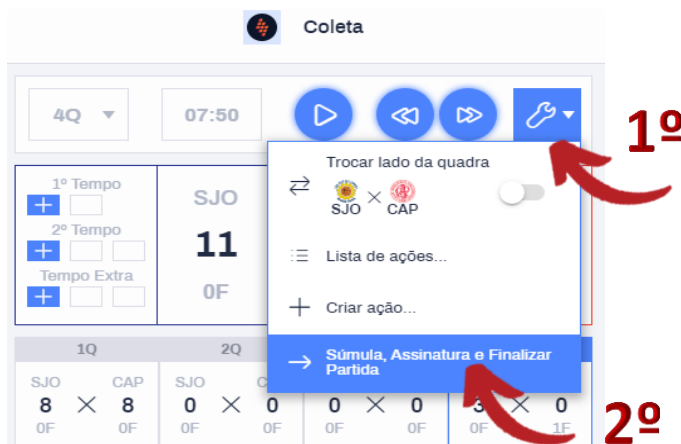 Coleta
4Q
07:50
1º
Trocar lado da quadra
SJO
CAP
1º Tempo
2º Tempo
Tempo Extra
SJO
11
0F
Lista de ações...
Criar ação...
Súmula, Assinatura e Finalizar
Partida
2º
1Q
2Q
SJO CAP SJO
8 8 0 0 0 0 3 0
0F 0F 0F 0F 0F 0F 0F 1F